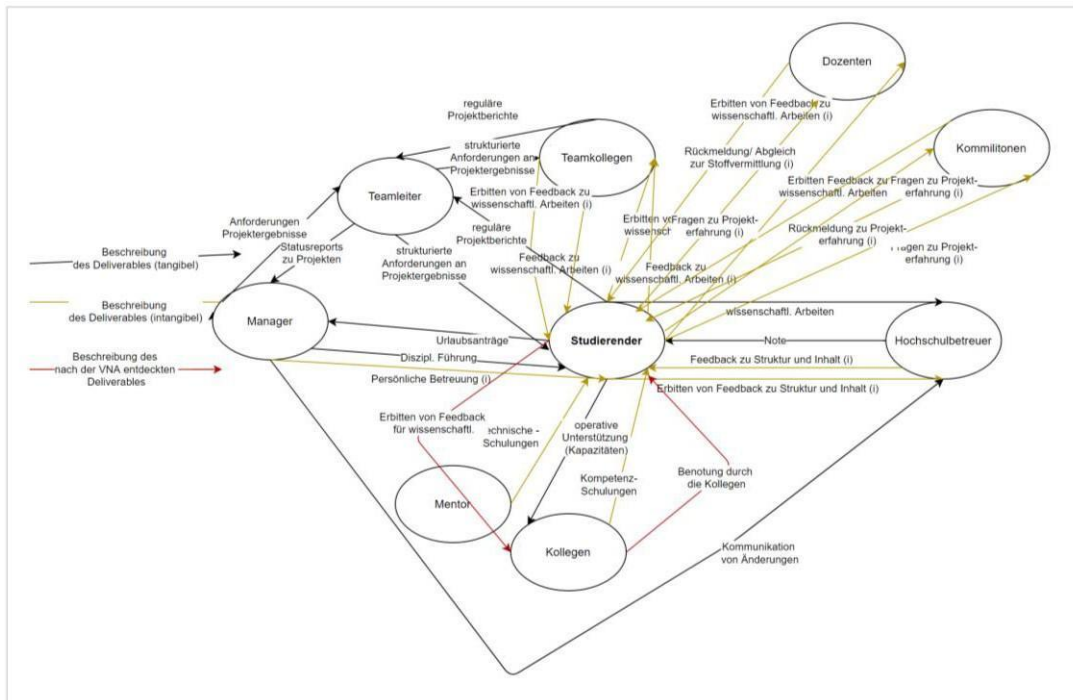 Dozenten
Erbitten von Feedback zu
wissenschaftl. Arbeiten (i)
reguläre
Projektberichte
strukturierte
Anforderungen an
Projektergebnisse
Teamkollegen
Rückmeldung/ Abgleich
zur Stoffvermittlung (i)
Kommilitonen
Teamleiter
Erbitten von Feedback zu
wissenschaftl. Arbeiten (i)
Erbitten Feedback zu
wissenschaftl. Arbeiten
Fragen zu Projekt-
erfahrung (i)
Anforderungen
Projektergebnisse
reguläre
Projektberichte
Fragen zu Projekt-
erfahrung (i)
Rückmeldung zu Projekt-
erfahrung (i)
Statusreports
zu Projekten
strukturierte
Anforderungen an
Projektergebnisse
Beschreibung
des Deliverables (tangibel)
Feedback zu
wissenschaftl. Arbeiten (i)
Feedback zu
wissenschaftl. Arbeiten (i)
Fragen zu Projekt-
erfahrung (i)
Beschreibung
des Deliverables (intangibel)
Manager
wissenschaftl. Arbeiten
Urlaubsanträge
Studierender
Note
Hochschulbetreuer
Diszipl. Führung
Feedback zu Struktur und Inhalt (i)
Beschreibung des
nach der VNA entdeckten
Deliverables
Persönliche Betreuung (i)
Erbitten von Feedback zu Struktur und Inhalt (i)
Erbitten von Feedback
für wissenschaftl.
Schulungen
operative
Unterstützung
(Kapazitäten)
Kompetenz-
Schulungen
Benotung durch
die Kollegen
Mentor
Kollegen
Kommunikation
von Änderungen